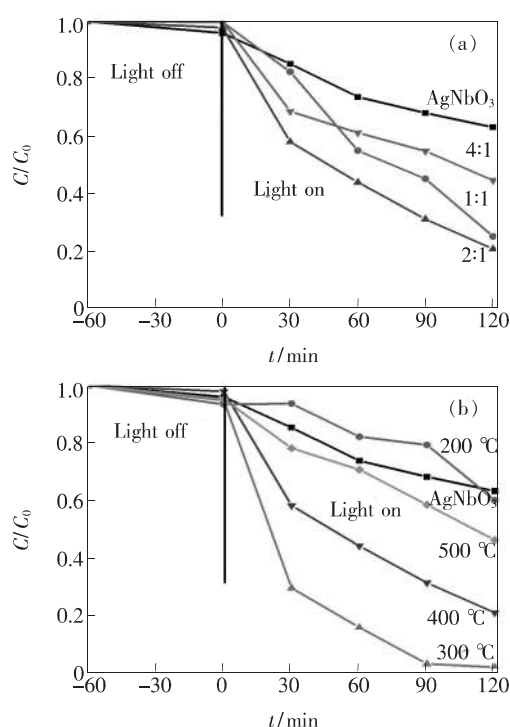 1.0
(a)
Light off
0.8
AgNbO₃
C/C₀
0.6
4:1
Light on
1:1
0.4
2:1
0.2
0
−60 −30 0 30 60 90 120
t/min
1.0
(b)
Light off
0.8
200 ℃
AgNbO₃
C/C₀
0.6
Light on
500 ℃
0.4
400 ℃
0.2
300 ℃
0
−60 −30 0 30 60 90 120
t/min